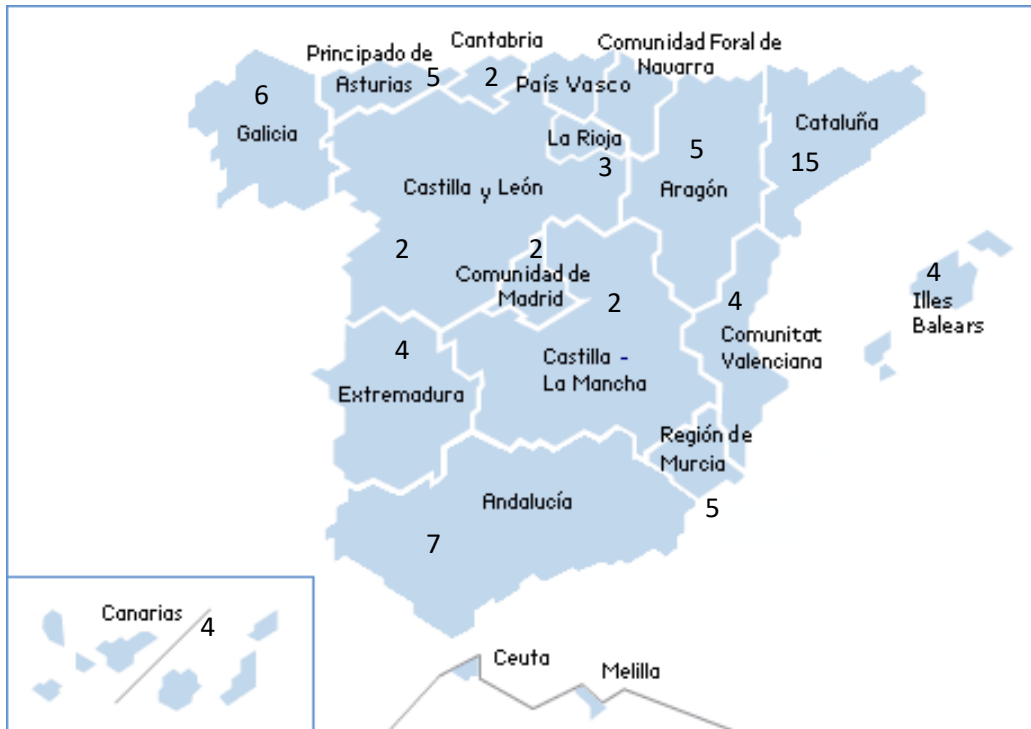 Cantabria
Comunidad Foral de
Navarra
Principado de
Asturias
5
2
País Vasco
6
Galicia
La Rioja
3
5
Aragón
Cataluña
15
Castilla y León
2
2
Comunidad de
Madrid
2
4
Illes
Balears
4
Comunitat
Valenciana
4
Extremadura
Castilla -
La Mancha
Región de
Murcia
5
Andalucía
7
Canarias
4
Ceuta
Melilla